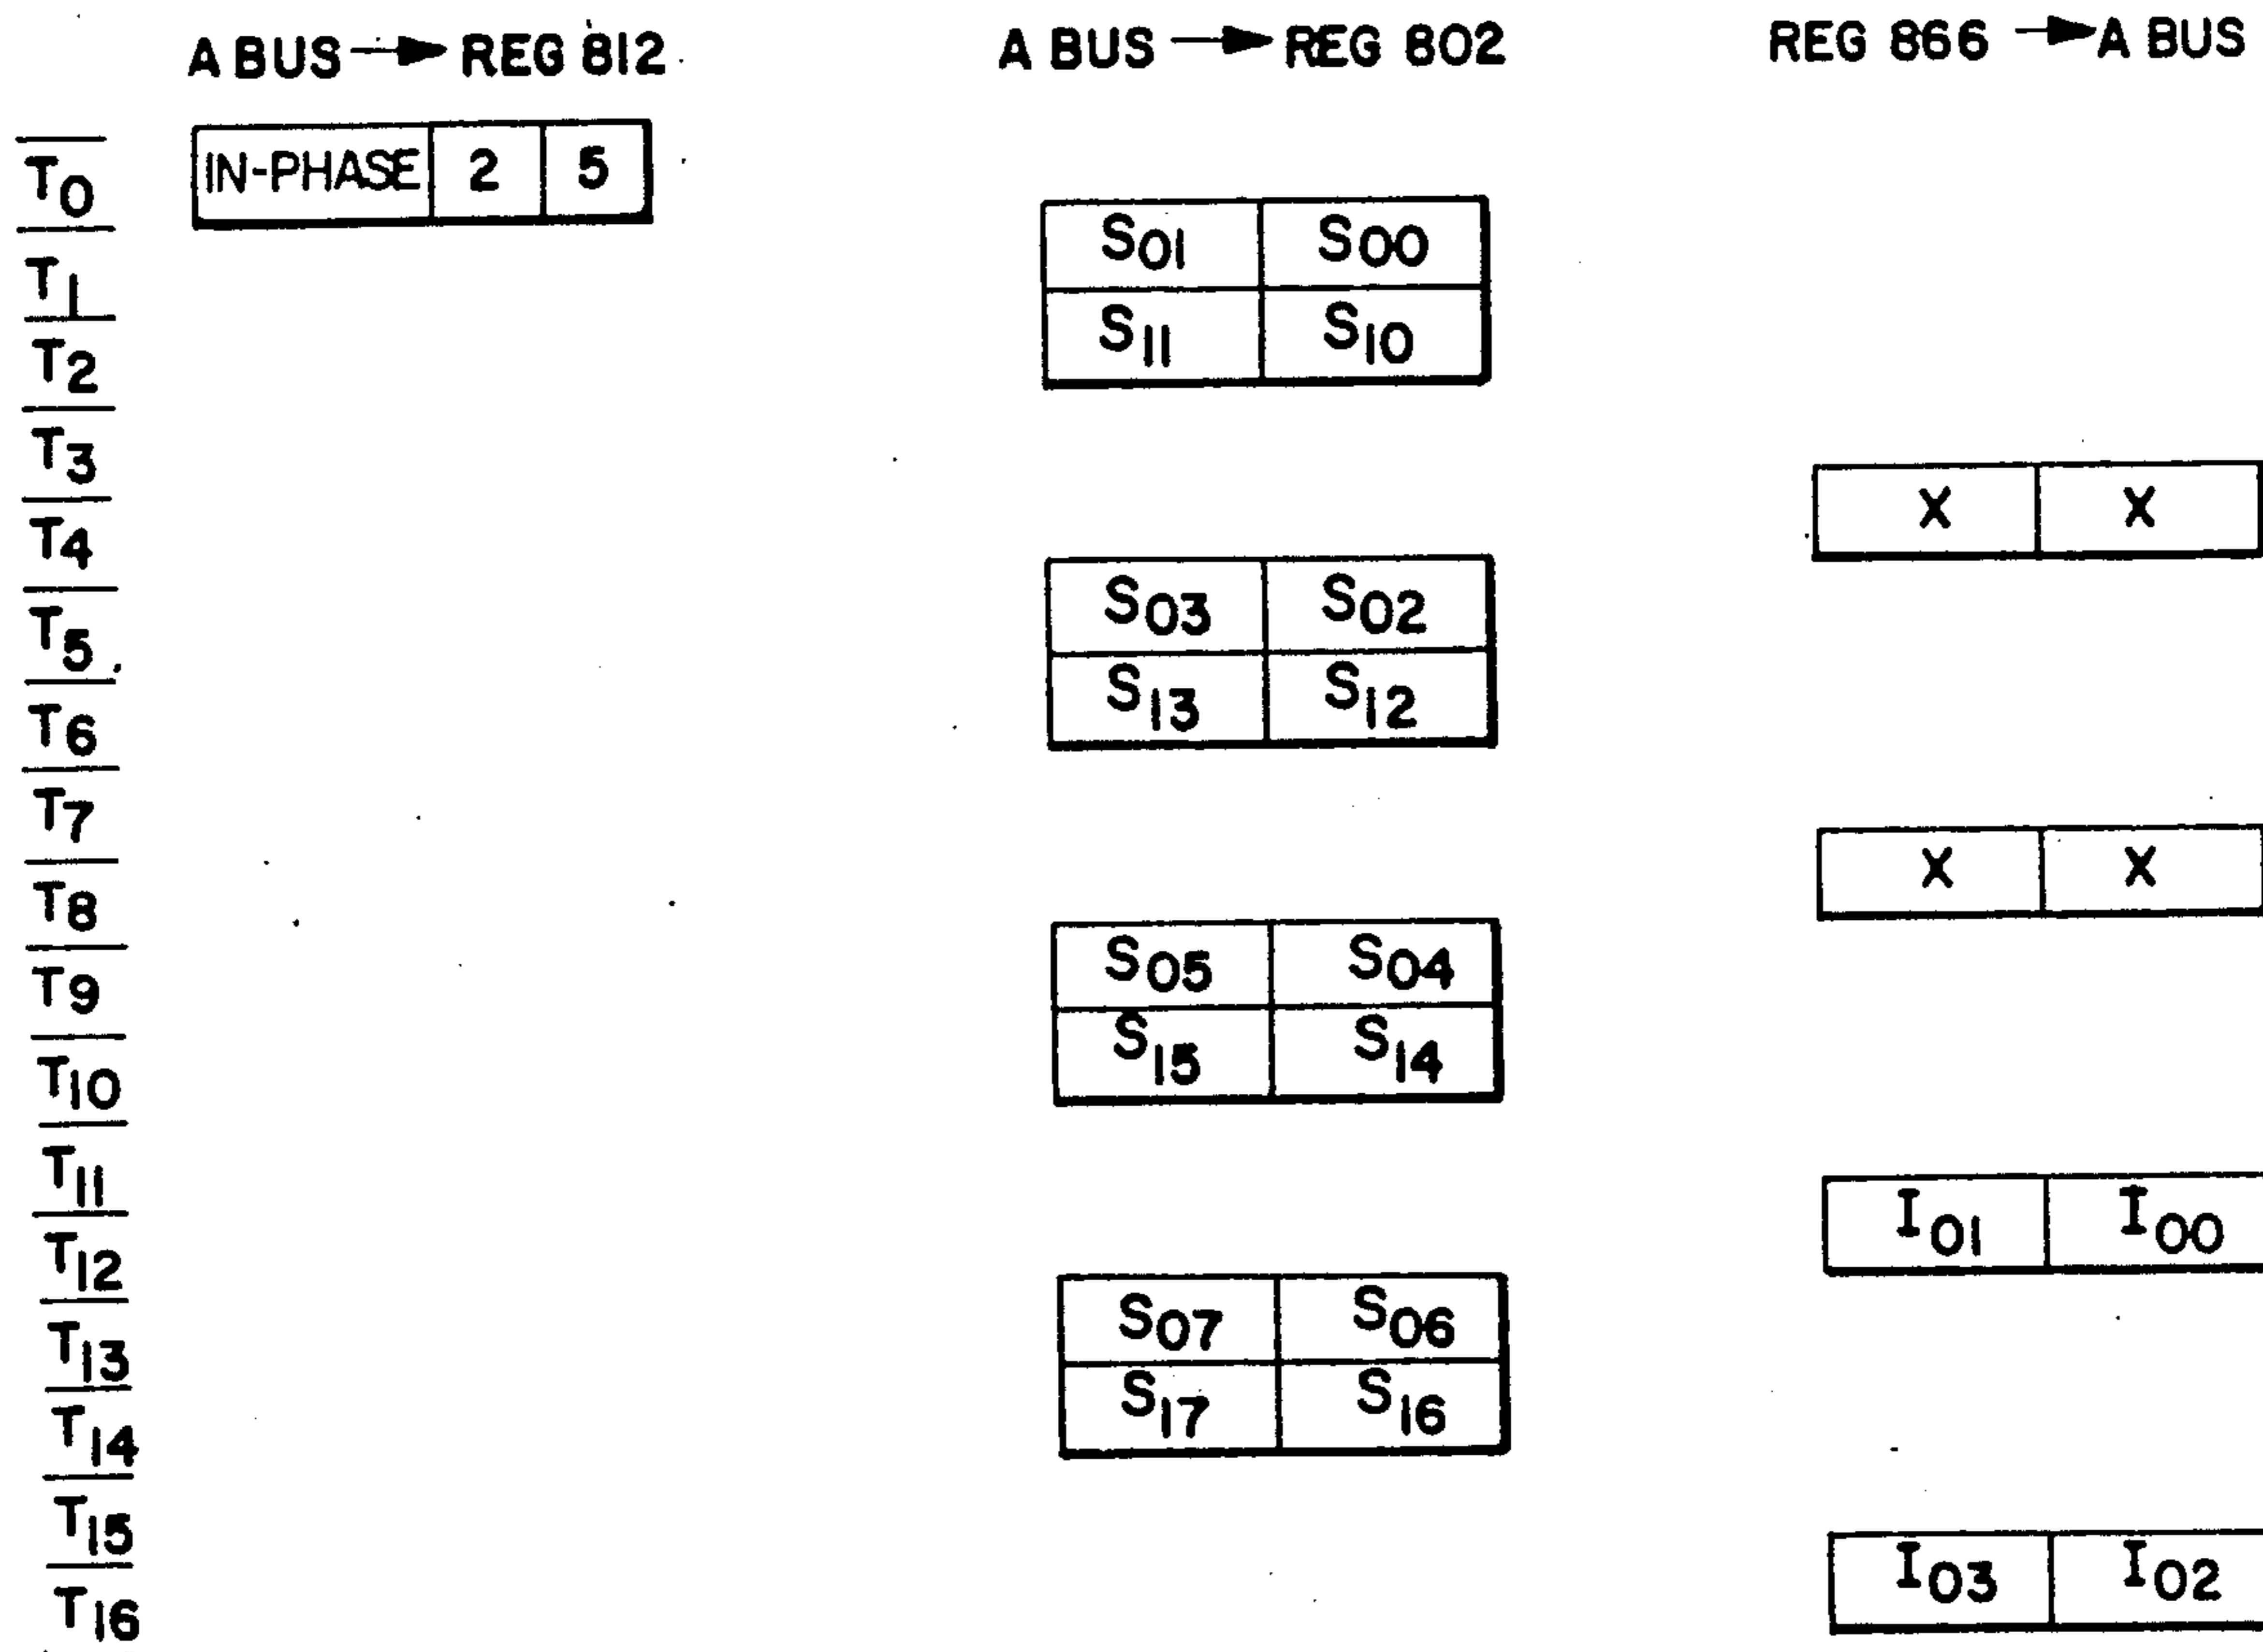 A BUS → REG 812 A BUS → REG 802 REG 866 → A BUS
T0 IN-PHASE 2 5
T1 S01 S00
T2 S11 S10
T3
T4 X X
T5 S03 S02
T6 S13 S12
T7
T8 X X
T9 S05 S04
T10 S15 S14
T11
T12 I01 I00
T13 S07 S06
T14 S17 S16
T15
T16 I03 I02